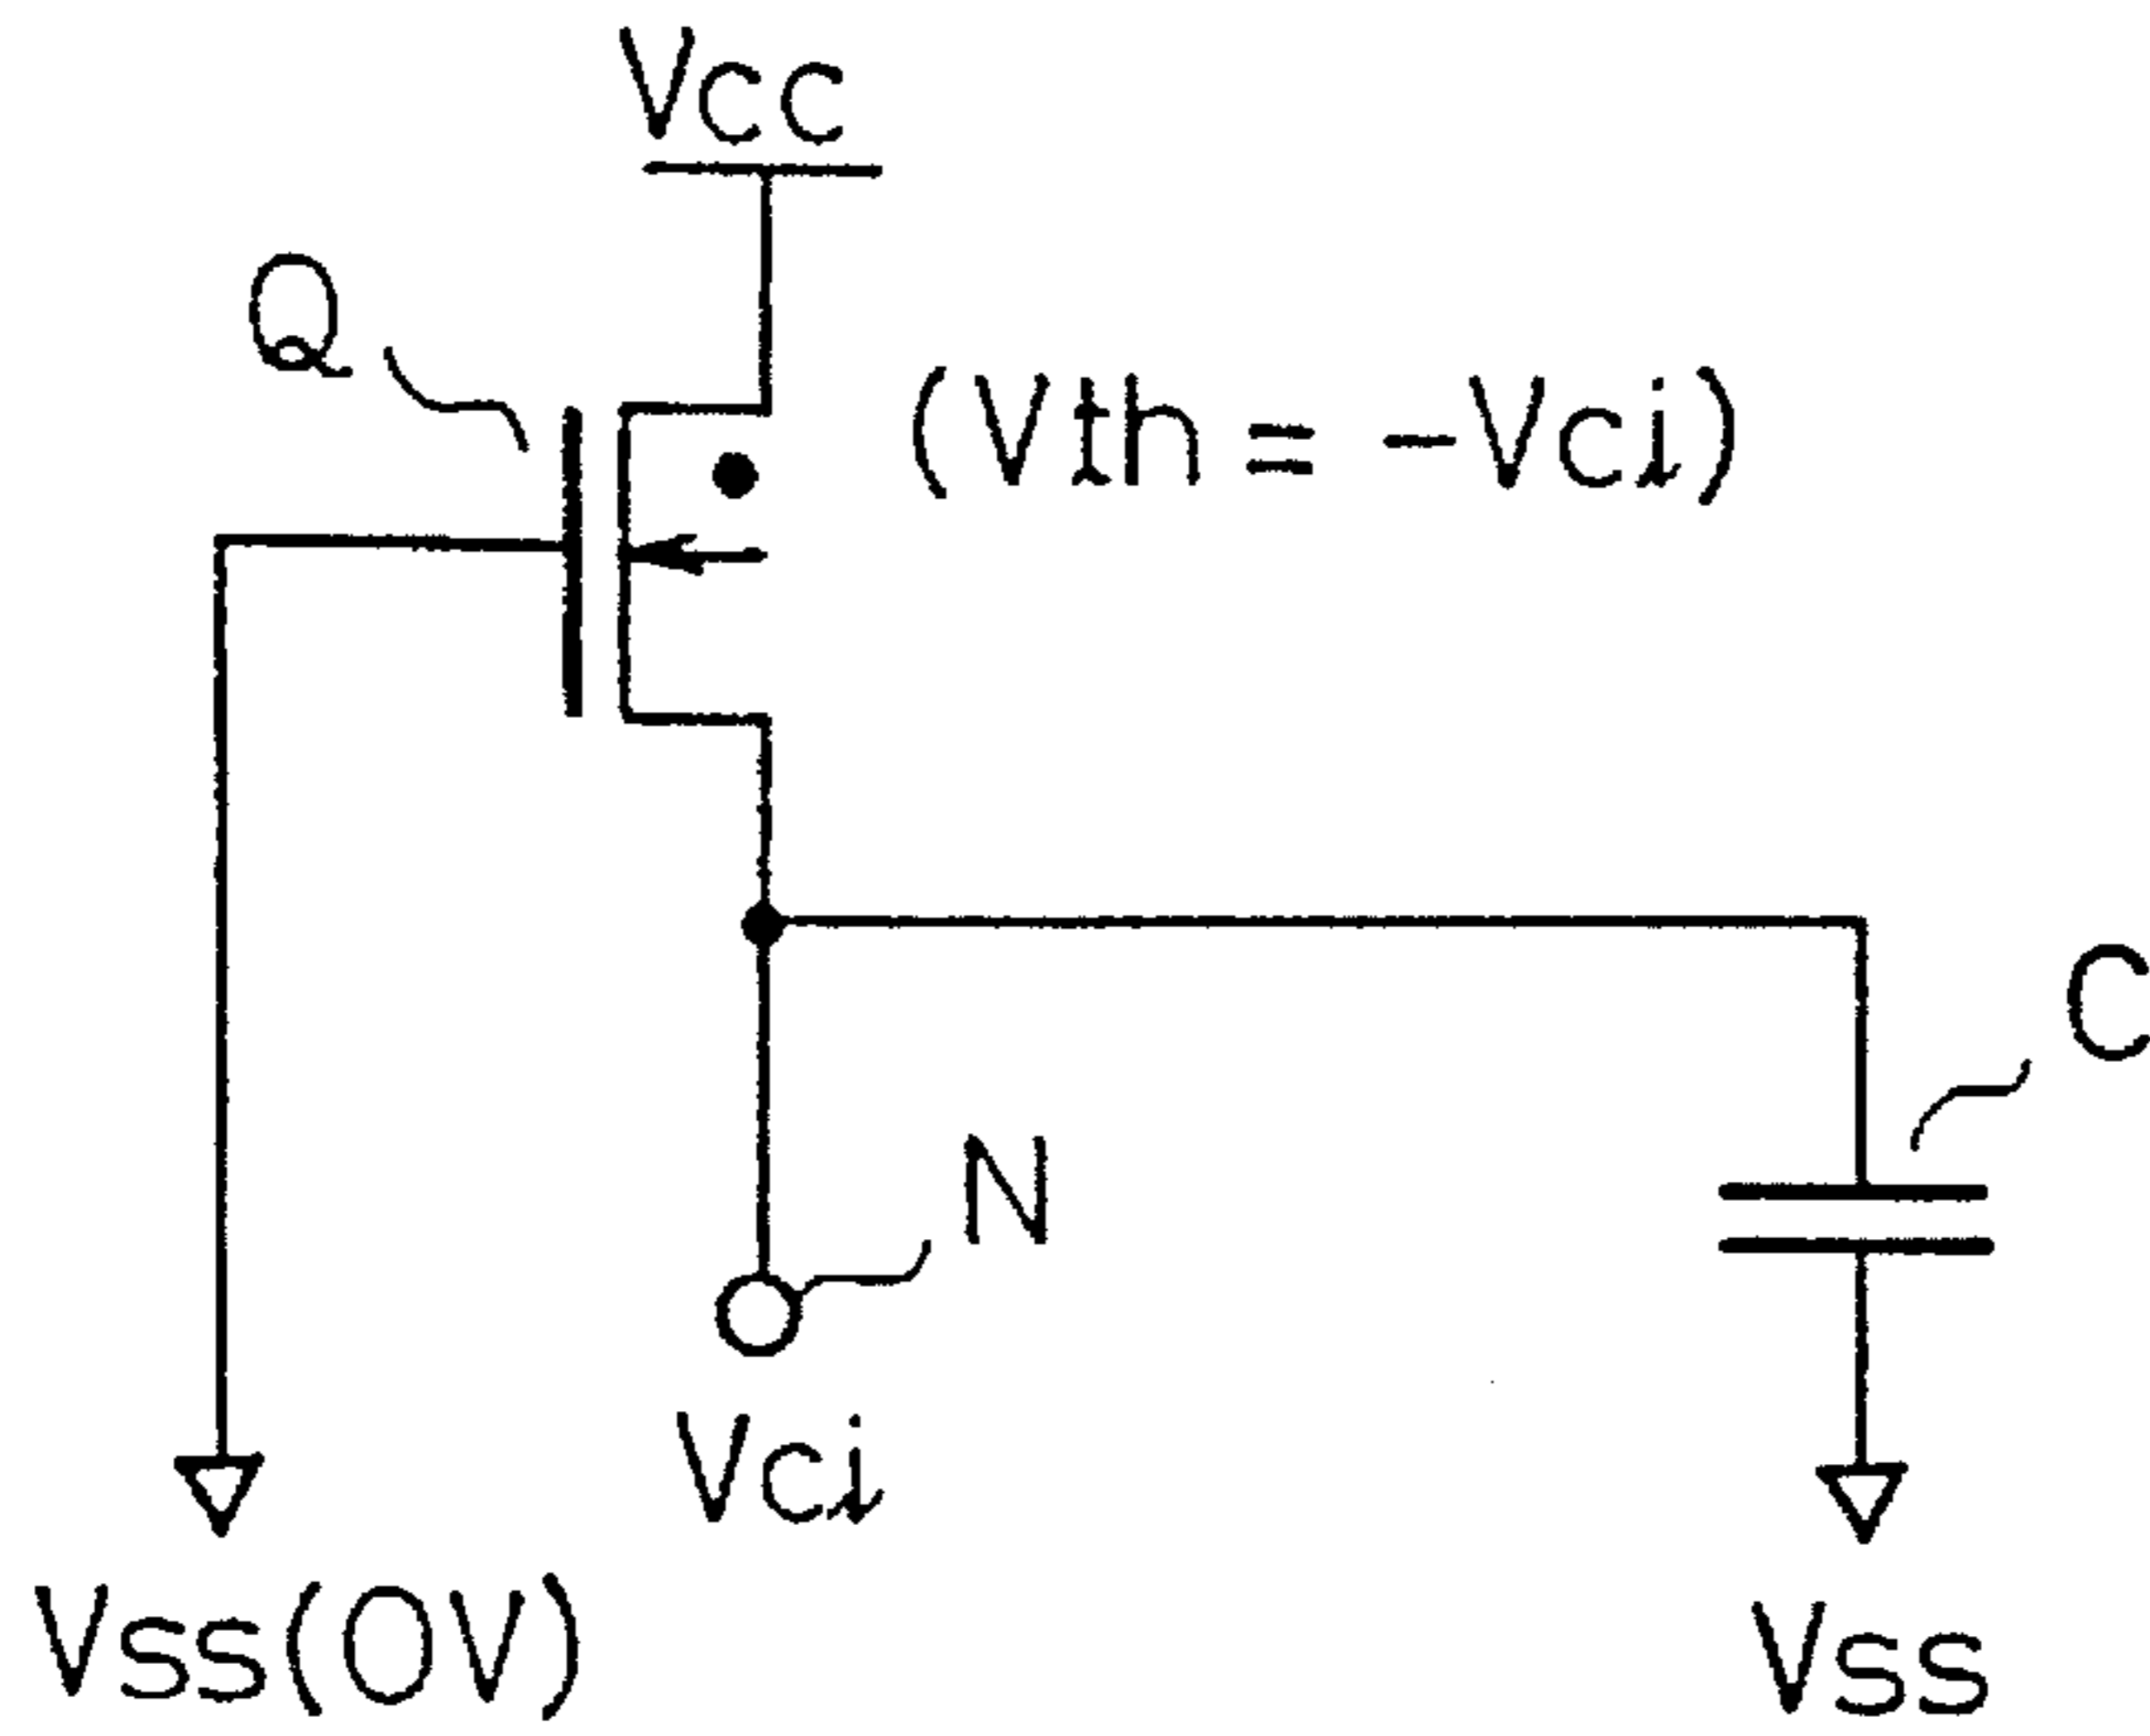 Vcc
Q
(Vth = -Vci)
C
N
Vci
Vss(0V)
Vss